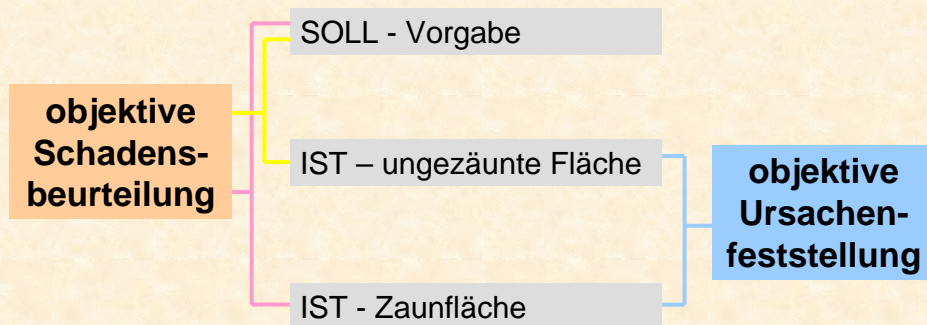 SOLL - Vorgabe
objektive
Schadens-
beurteilung
IST – ungezäunte Fläche
objektive
Ursachen-
feststellung
IST - Zaunfläche